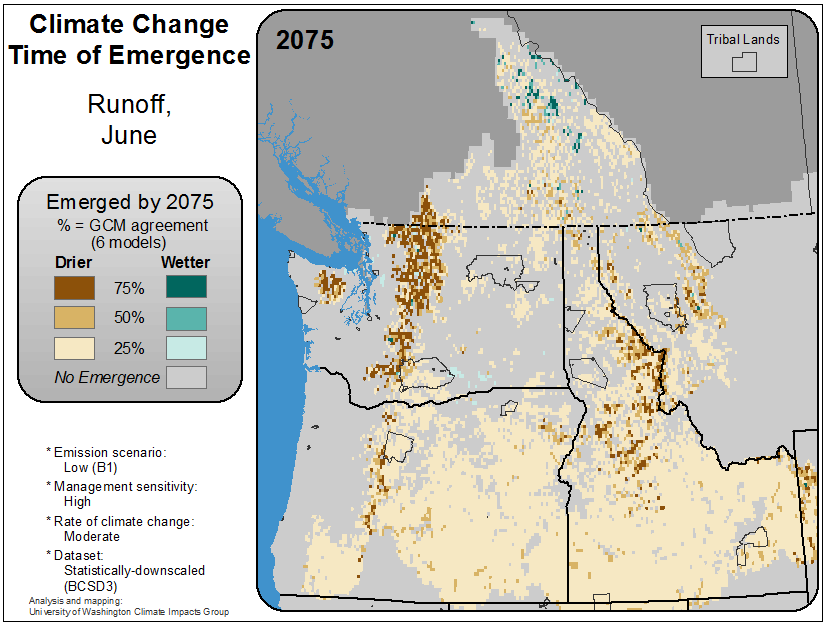 Climate Change
Time of Emergence
Runoff,
June
Emerged by 2075
% = GCM agreement
(6 models)
Drier Wetter
75%
50%
25%
No Emergence
* Emission scenario:
Low (B1)
* Management sensitivity:
High
* Rate of climate change:
Moderate
* Dataset:
Statistically-downscaled
(BCSD3)
Analysis and mapping:
University of Washington Climate Impacts Group
2075
Tribal Lands